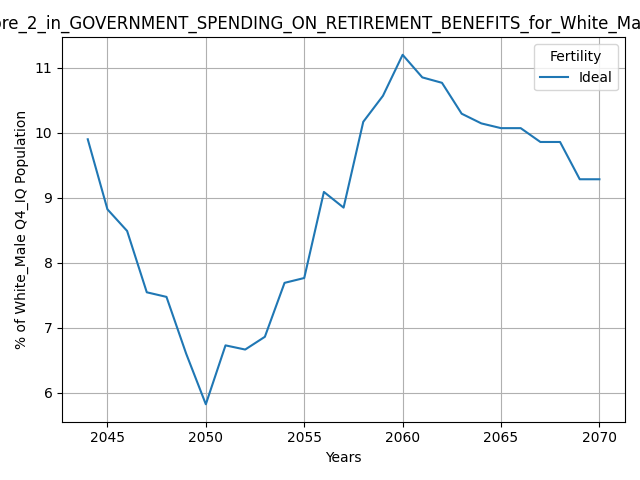 ore_2_in_GOVERNMENT_SPENDING_ON_RETIREMENT_BENEFITS_for_White_Ma
Fertility
Ideal
11
10
9
8
7
6
% of White_Male Q4_IQ Population
2045 2050 2055 2060 2065 2070
Years